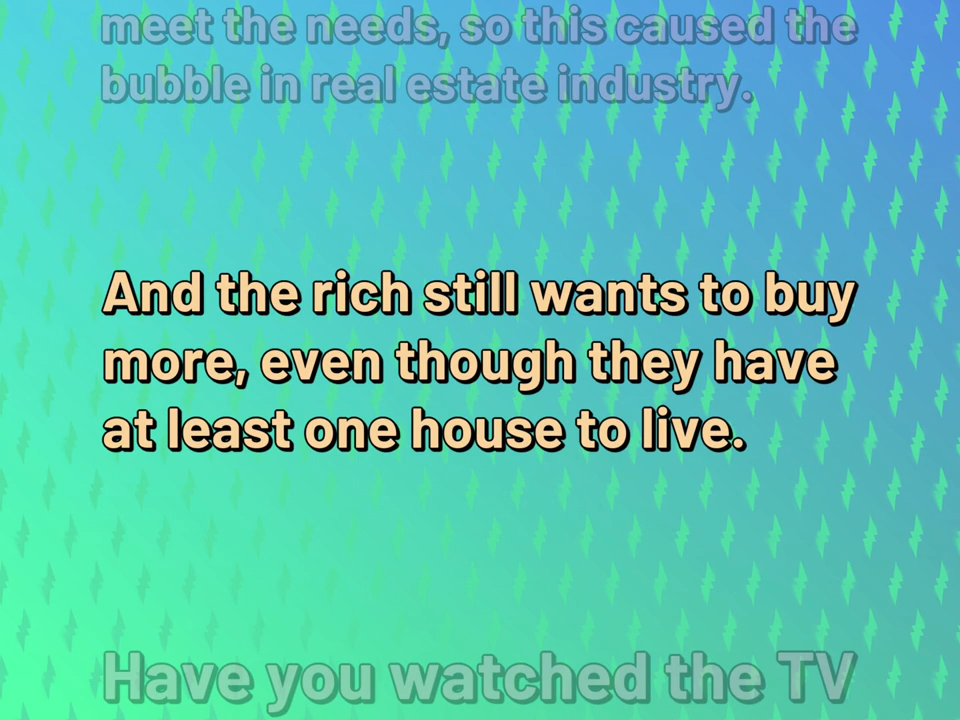 meet the needs, so this caused the
bubble in real estate industry.
And the rich still wants to buy
more, even though they have
at least one house to live.
Have you watched the TV